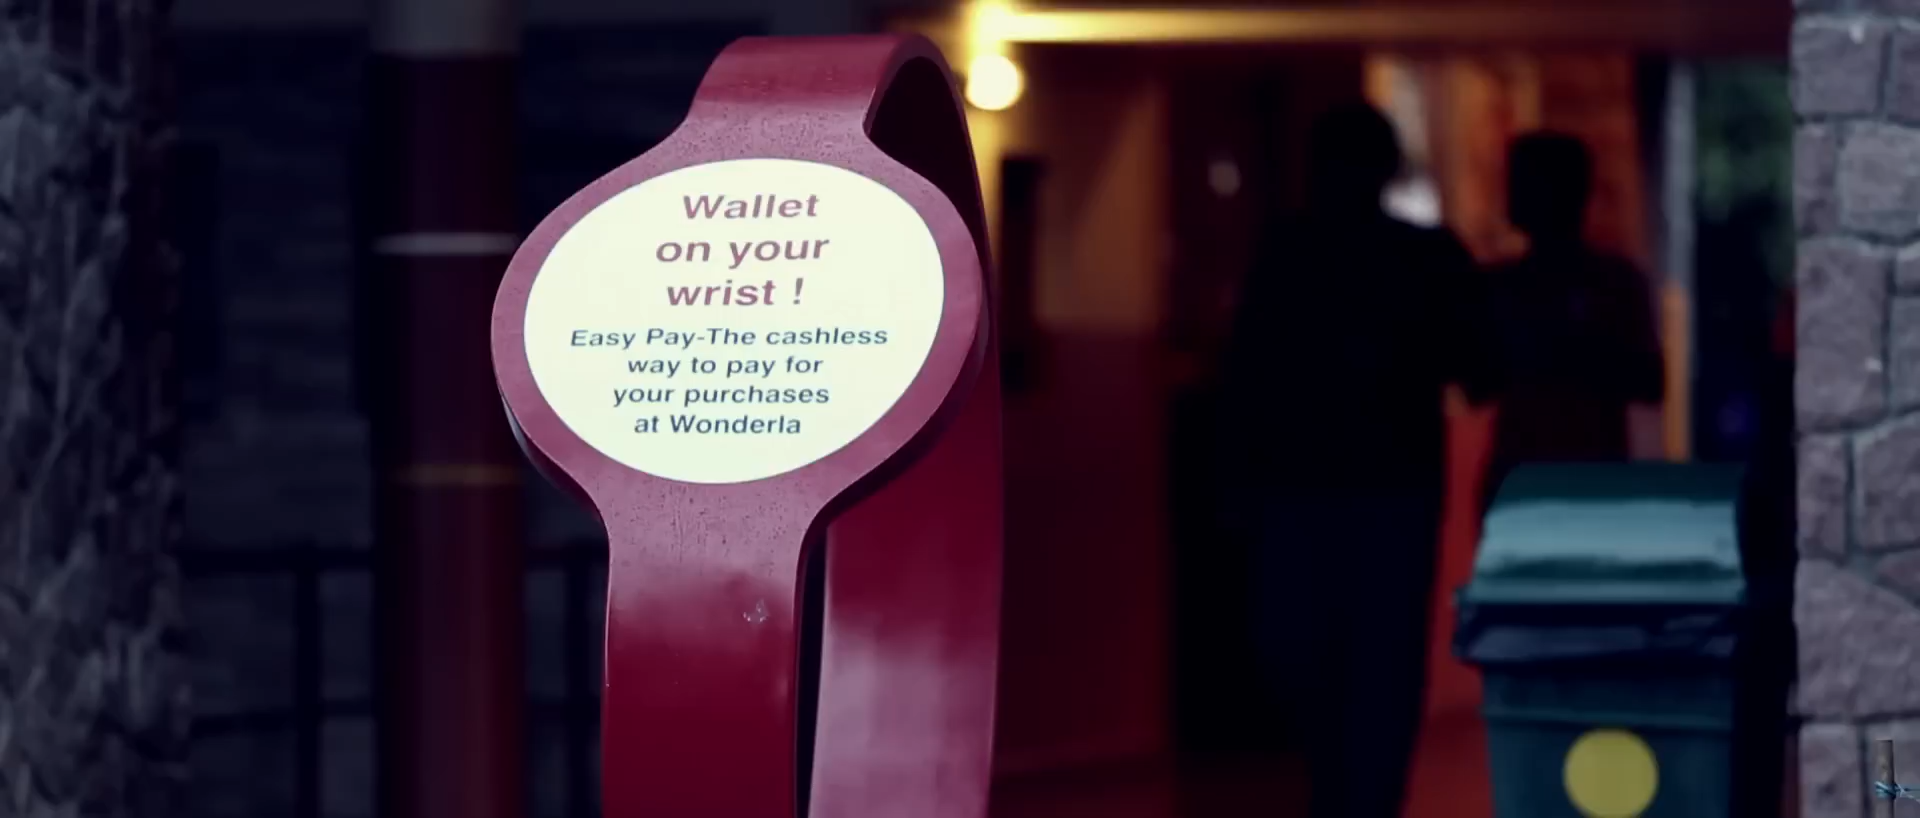 Wallet
on your
wrist !
Easy Pay-The cashless
way to pay for
your purchases
at Wonderla